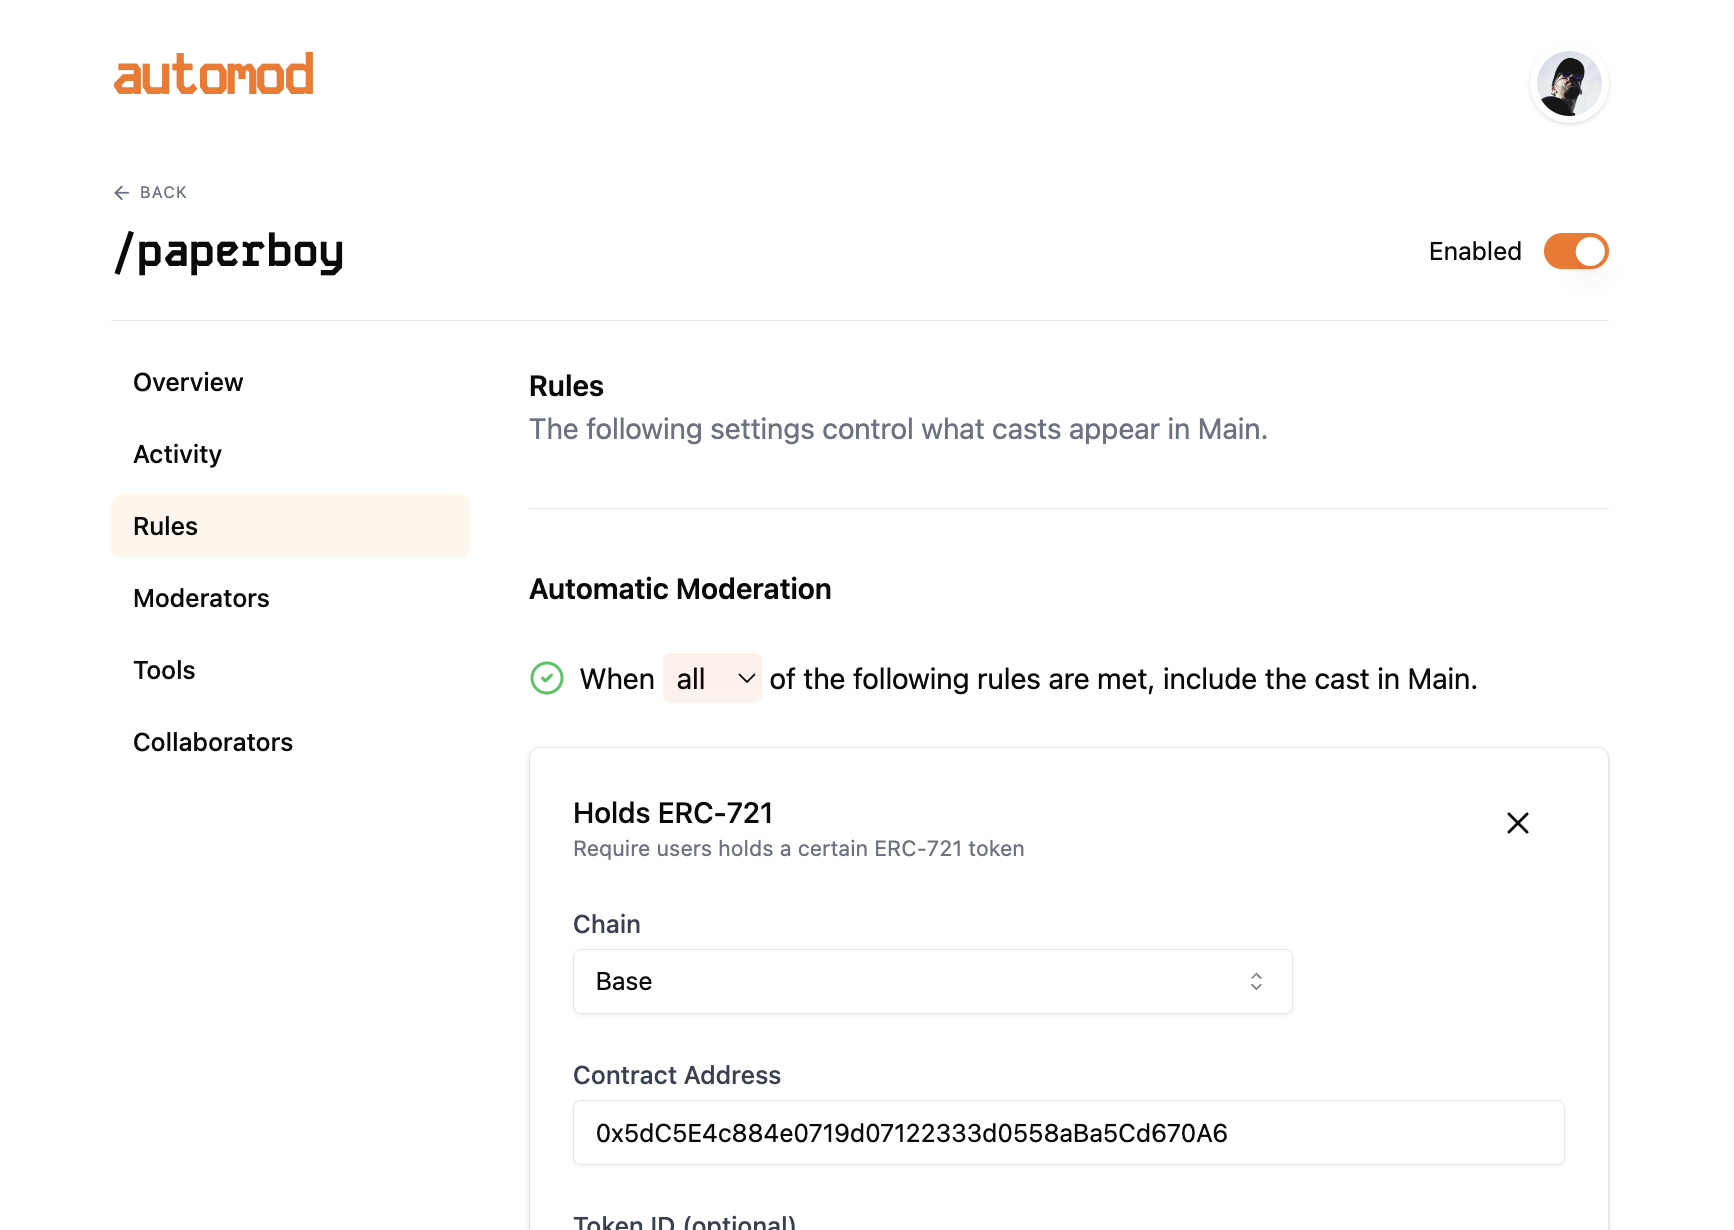 automod
BACK
/paperboy
Enabled
Overview
Activity
Rules
Moderators
Tools
Collaborators
Rules
The following settings control what casts appear in Main.
Automatic Moderation
When all of the following rules are met, include the cast in Main.
Holds ERC-721
Require users holds a certain ERC-721 token
Chain
Base
Contract Address
0x5dC5E4c884e0719d07122333d0558aBa5Cd670A6
Token ID (optional)